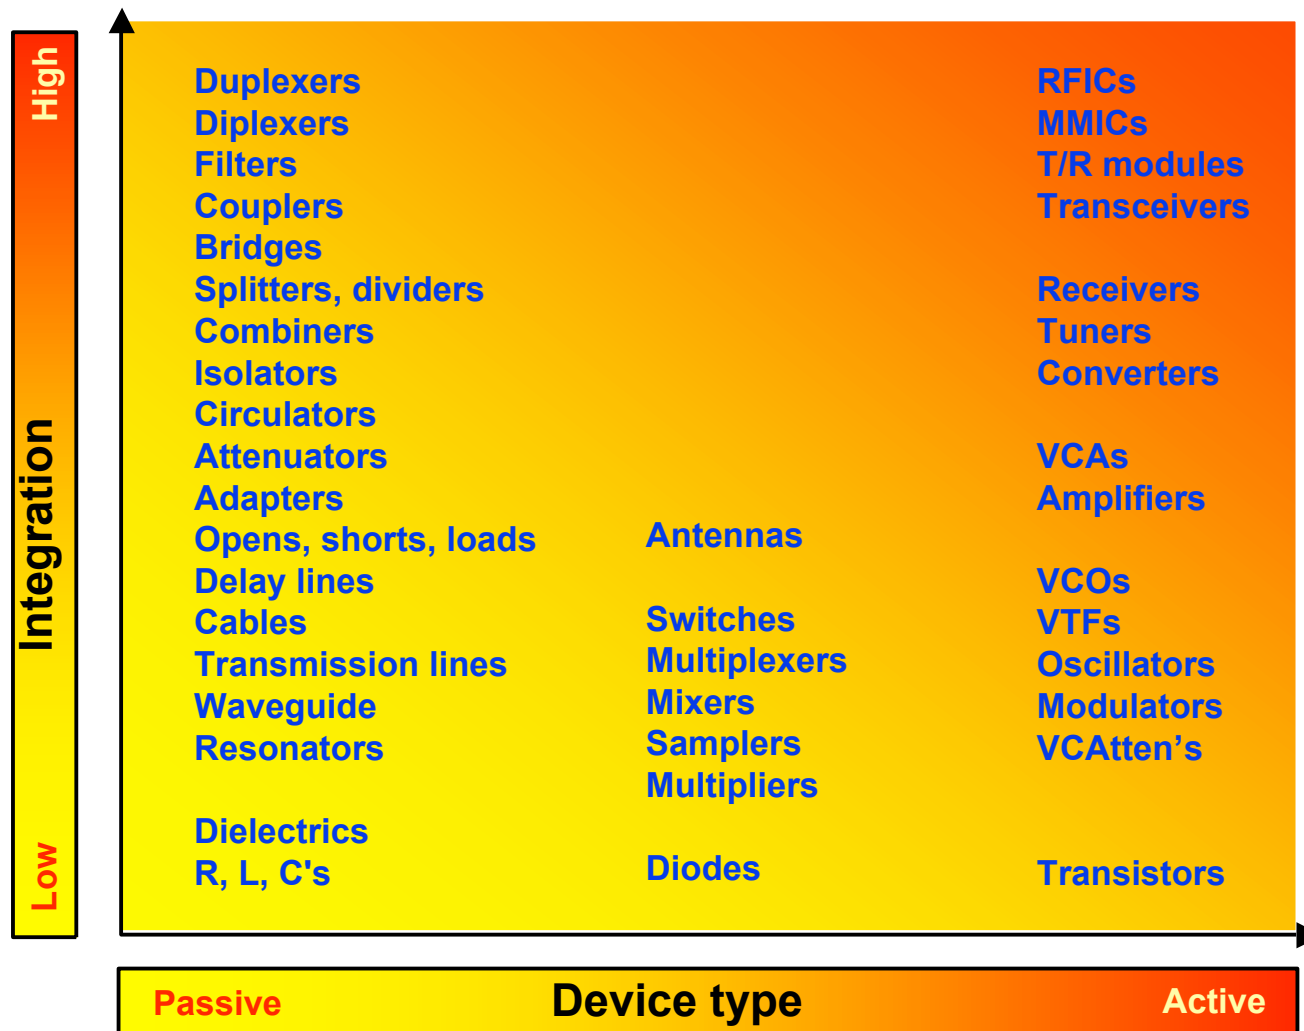 High
Integration
Low
Duplexers
Diplexers
Filters
Couplers
Bridges
Splitters, dividers
Combiners
Isolators
Circulators
Attenuators
Adapters
Opens, shorts, loads
Delay lines
Cables
Transmission lines
Waveguide
Resonators
Dielectrics
R, L, C's
Antennas
Switches
Multiplexers
Mixers
Samplers
Multipliers
Diodes
RFICs
MMICs
T/R modules
Transceivers
Receivers
Tuners
Converters
VCAs
Amplifiers
VCOs
VTFs
Oscillators
Modulators
VCAtten’s
Transistors
Passive Device type Active